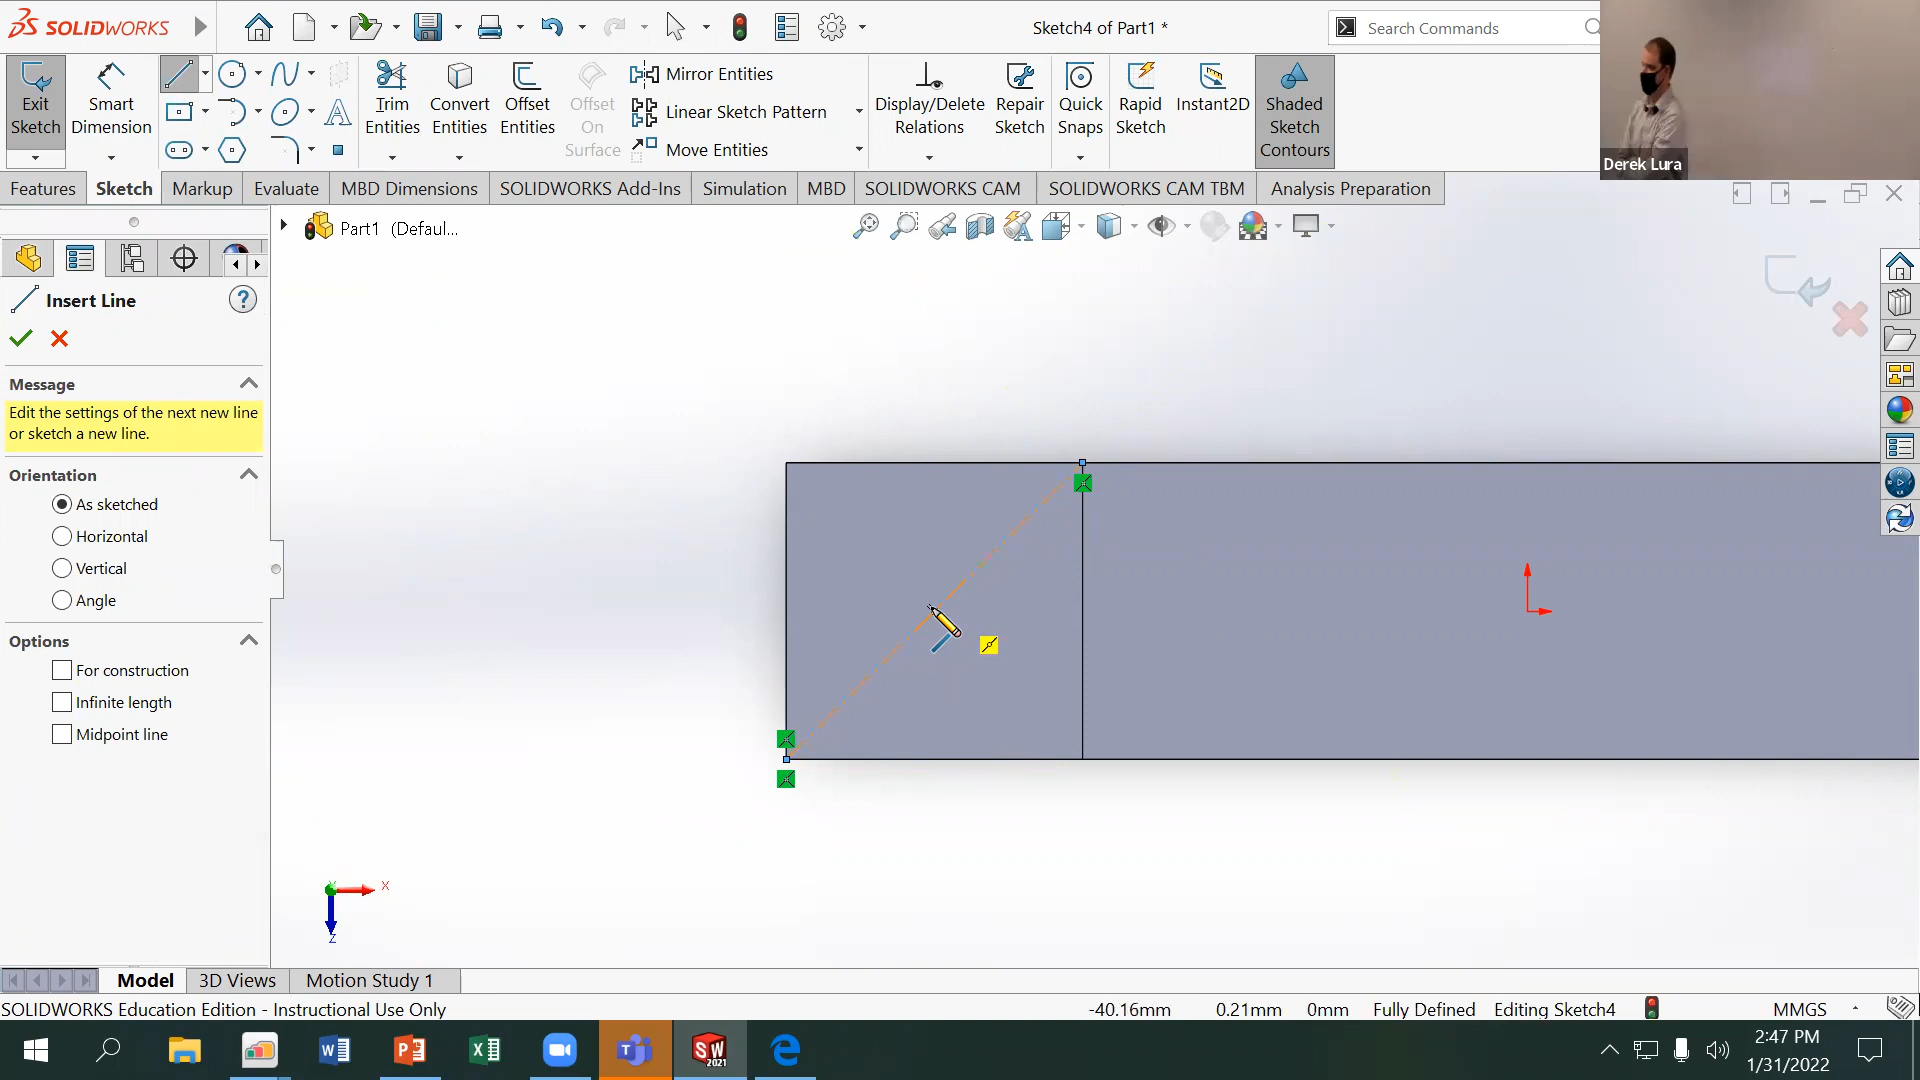 SOLIDWORKS
Sketch4 of Part1 *
Search Commands
Exit Sketch
Smart Dimension
Trim Entities
Convert Entities
Offset Entities
Offset On Surface
Mirror Entities
Linear Sketch Pattern
Move Entities
Display/Delete Relations
Repair Sketch
Quick Snaps
Rapid Sketch
Instant2D
Shaded Sketch Contours
Derek Lura
Features
Sketch
Markup
Evaluate
MBD Dimensions
SOLIDWORKS Add-Ins
Simulation
MBD
SOLIDWORKS CAM
SOLIDWORKS CAM TBM
Analysis Preparation
Part1 (Defaul...
Insert Line
Message
Edit the settings of the next new line
or sketch a new line.
Orientation
As sketched
Horizontal
Vertical
Angle
Options
For construction
Infinite length
Midpoint line
X
Z
Model
3D Views
Motion Study 1
SOLIDWORKS Education Edition - Instructional Use Only
-40.16mm
0.21mm
0mm
Fully Defined
Editing Sketch4
MMGS
SW
2021
2:47 PM
1/31/2022